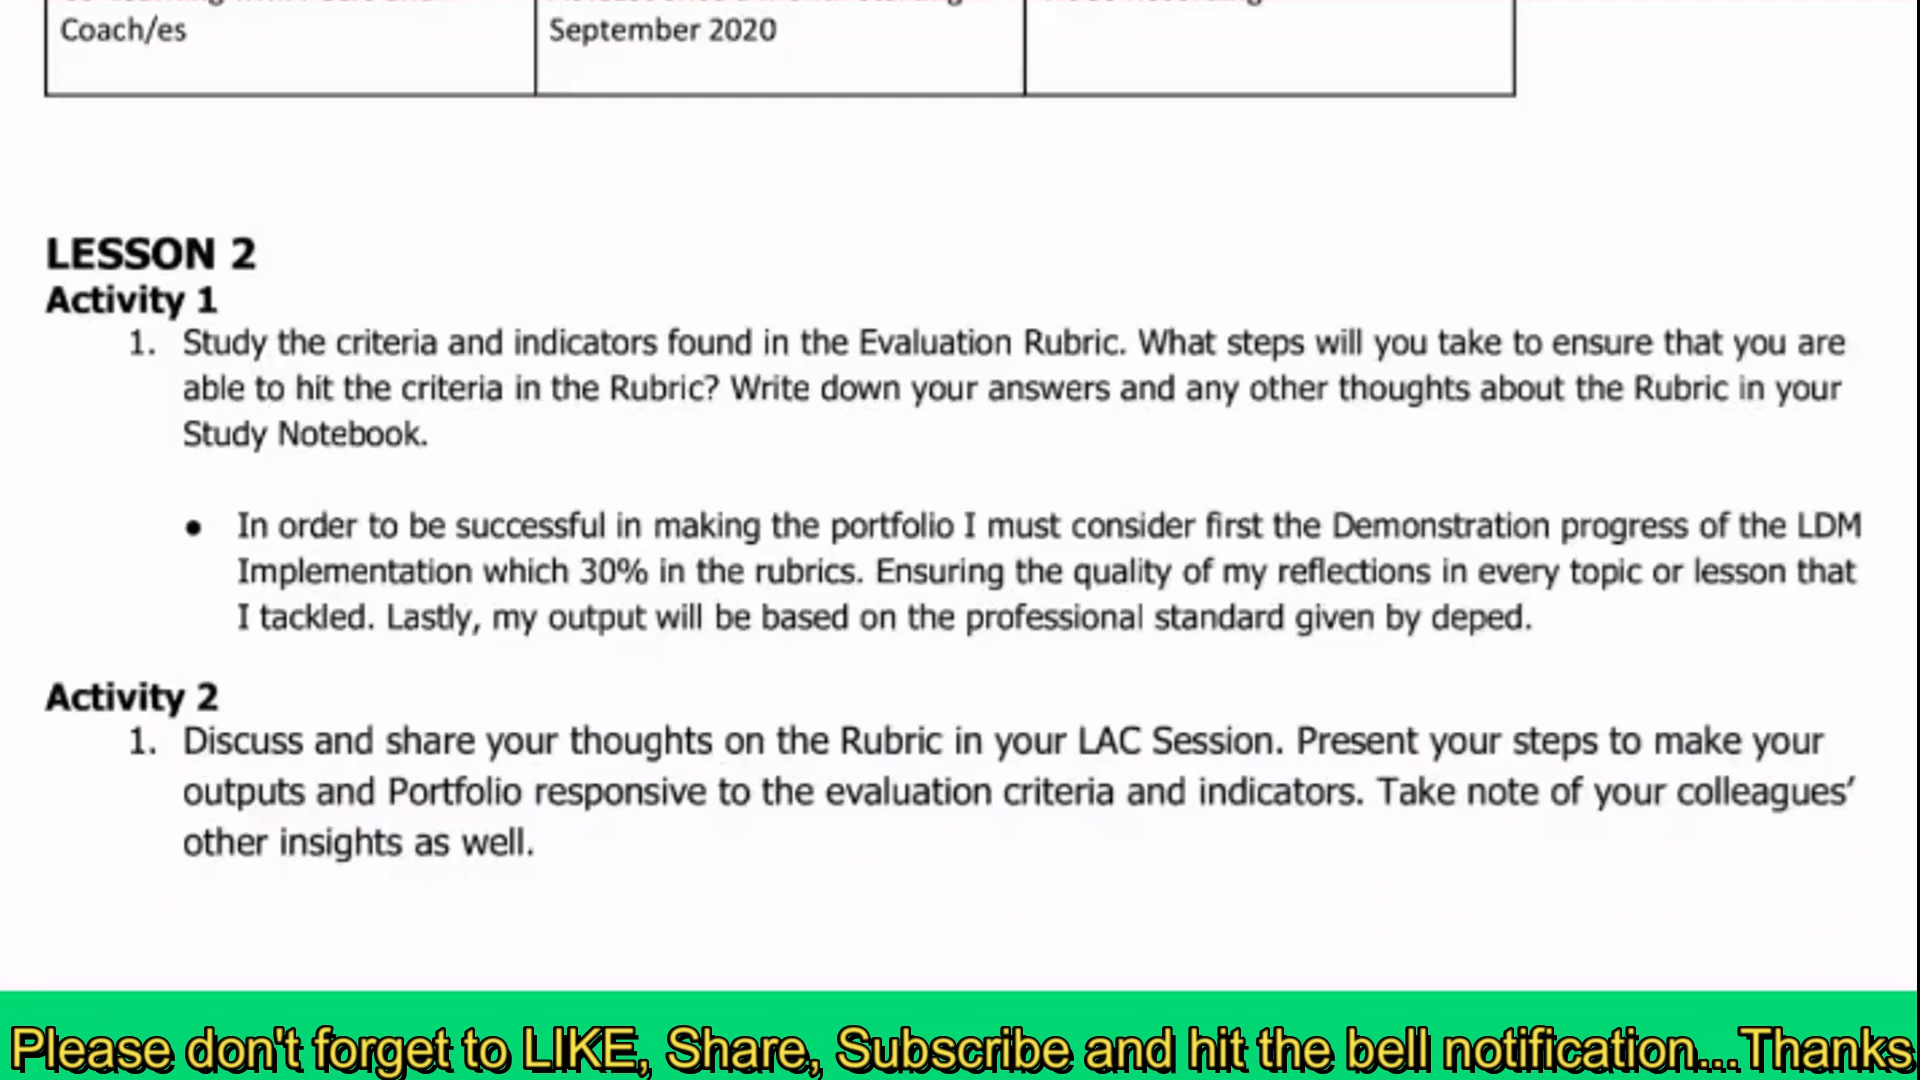 Coach/es
September 2020
LESSON 2
Activity 1
1. Study the criteria and indicators found in the Evaluation Rubric. What steps will you take to ensure that you are
able to hit the criteria in the Rubric? Write down your answers and any other thoughts about the Rubric in your
Study Notebook.
• In order to be successful in making the portfolio I must consider first the Demonstration progress of the LDM
Implementation which 30% in the rubrics. Ensuring the quality of my reflections in every topic or lesson that
I tackled. Lastly, my output will be based on the professional standard given by deped.
Activity 2
1. Discuss and share your thoughts on the Rubric in your LAC Session. Present your steps to make your
outputs and Portfolio responsive to the evaluation criteria and indicators. Take note of your colleagues’
other insights as well.
Please don't forget to LIKE, Share, Subscribe and hit the bell notification...Thanks